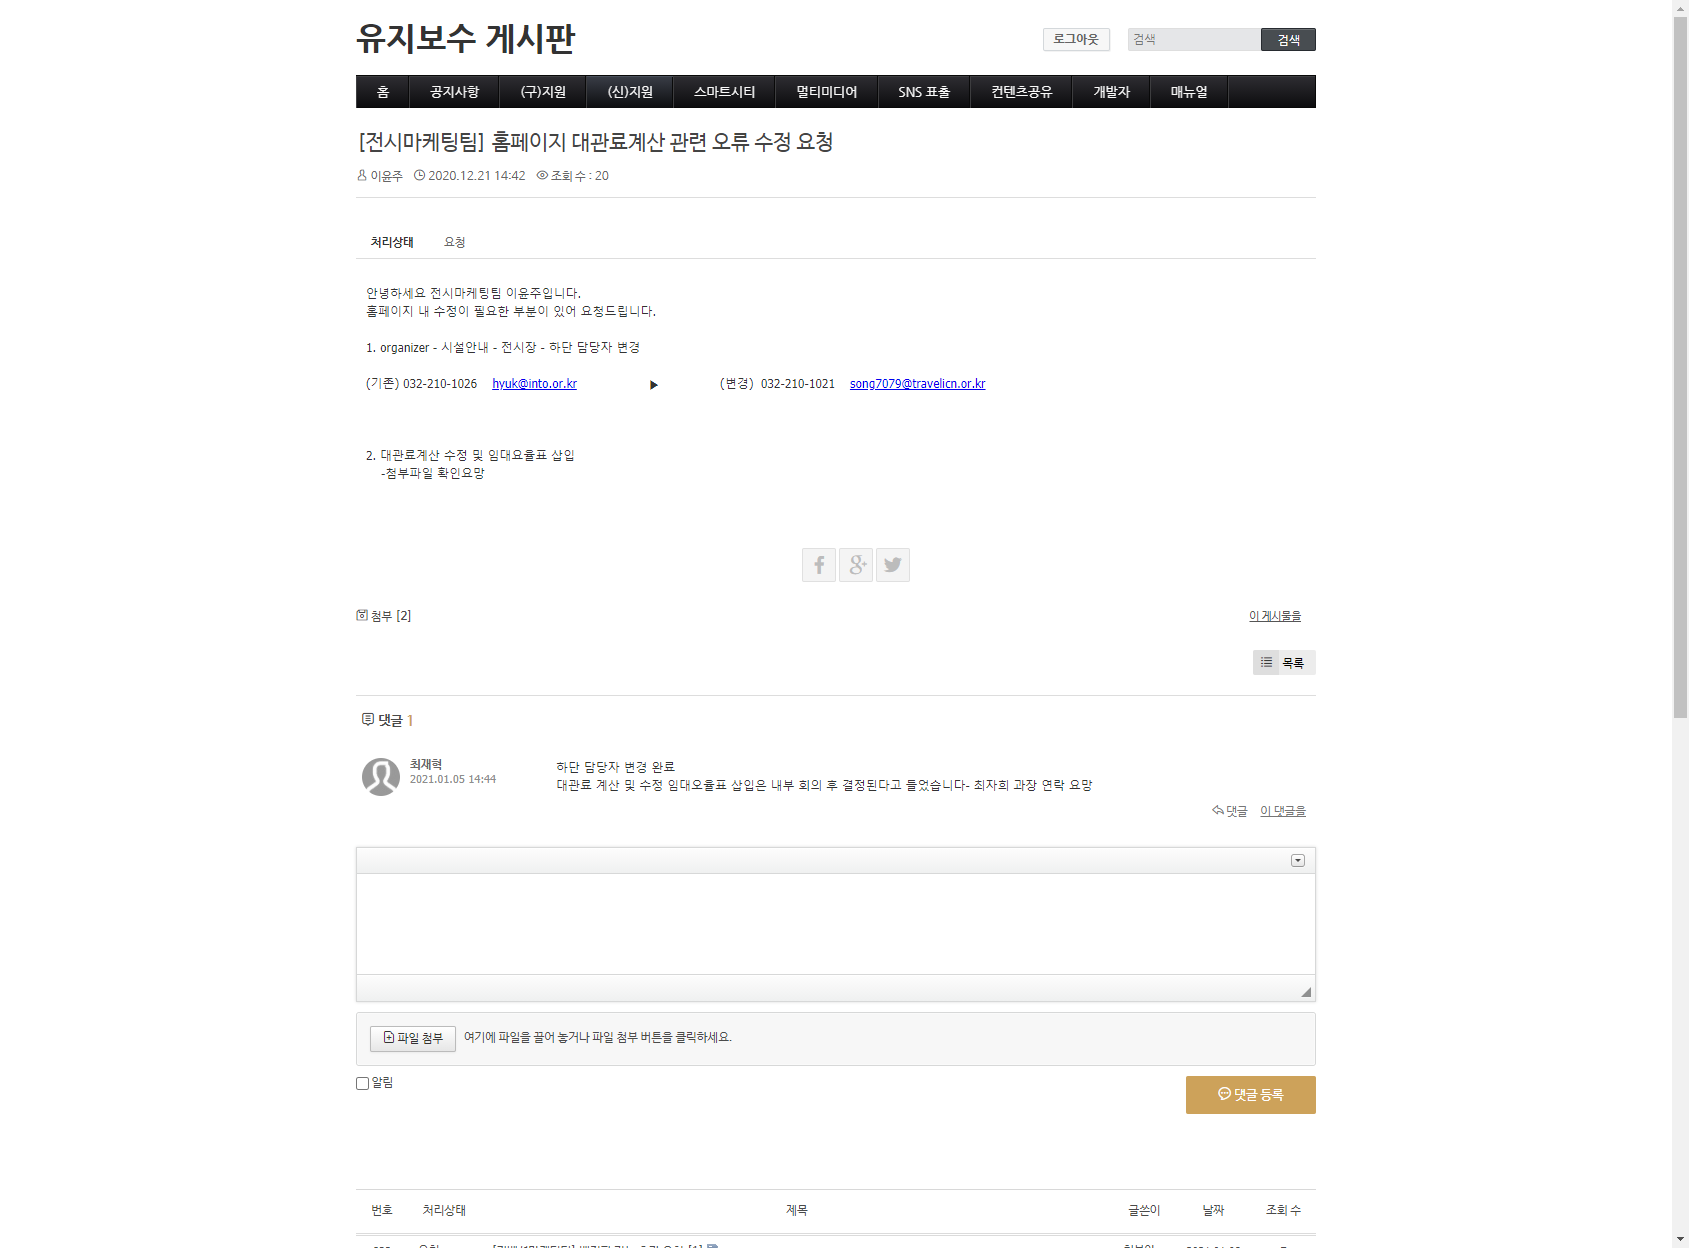 유지보수 게시판
로그아웃 검색 검색
홈 공지사항 (구)지원 (신)지원 스마트시티 멀티미디어 SNS 표출 컨텐츠공유 개발자 매뉴얼
[전시마케팅팀] 홈페이지 대관료계산 관련 오류 수정 요청
이윤주 2020.12.21 14:42 조회 수 : 20
처리상태 요청
안녕하세요 전시마케팅팀 이윤주입니다.
홈페이지 내 수정이 필요한 부분이 있어 요청드립니다.
1. organizer - 시설안내 - 전시장 - 하단 담당자 변경
(기존) 032-210-1026 hyuk@into.or.kr ▶ (변경) 032-210-1021 song7079@travelicn.or.kr
2. 대관료계산 수정 및 임대요율표 삽입
-첨부파일 확인요망
첨부 [2] 이 게시물을
목록
댓글 1
최재혁
2021.01.05 14:44
하단 담당자 변경 완료
대관료 계산 및 수정 임대오율표 삽입은 내부 회의 후 결정된다고 들었습니다- 최자희 과장 연락 요망
댓글 이 댓글을
파일 첨부 여기에 파일을 끌어 놓거나 파일 첨부 버튼을 클릭하세요.
알림
댓글 등록
번호 처리상태 제목 글쓴이 날짜 조회 수